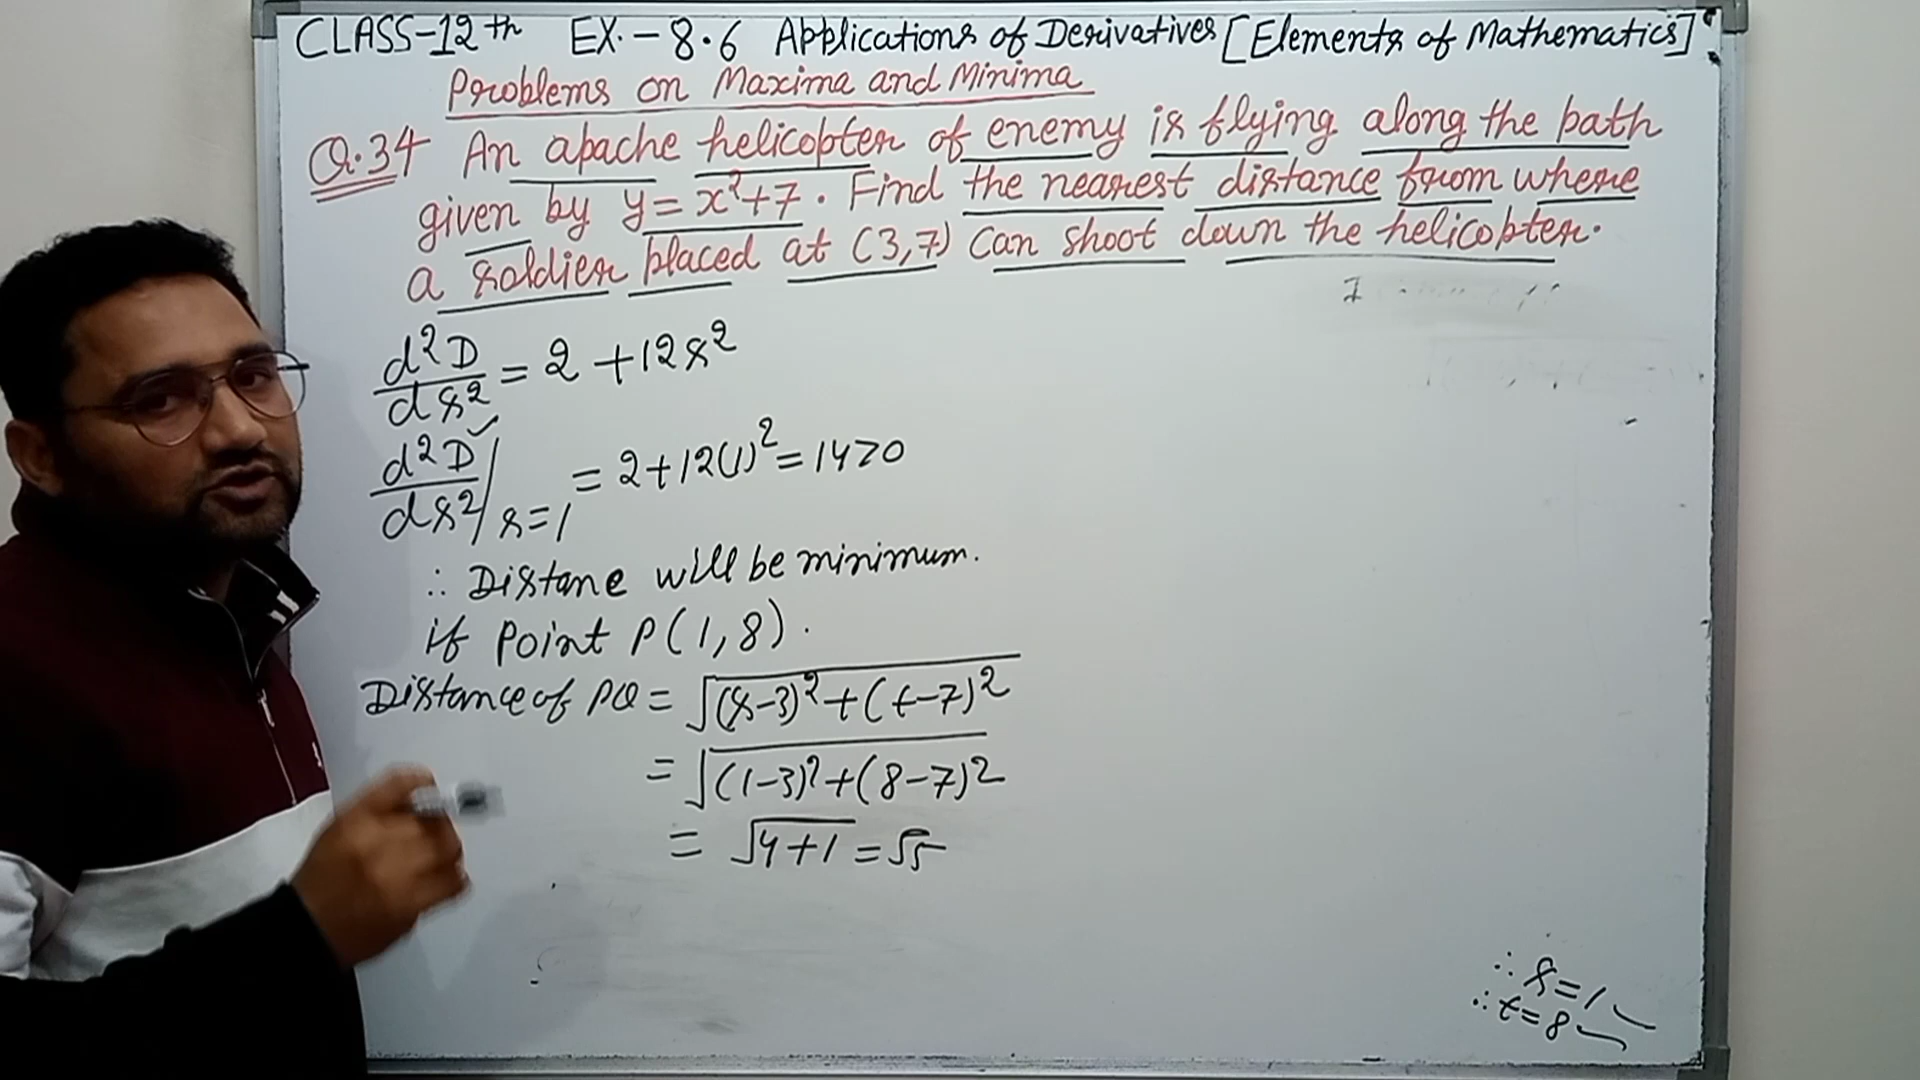 CLASS-12th EX.-8.6 Applications of Derivatives [Elements of Mathematics]
Problems on Maxima and Minima
Q.34 An apache helicopter of enemy is flying along the path
given by y = x²+7. Find the nearest distance from where
a soldier placed at (3,7) can shoot down the helicopter.
d²D/ds² = 2 + 12s²
d²D/ds²]s=1 = 2+12(1)² = 14>0
∴ Distane will be minimum.
if Point P(1,8).
Distance of PQ = √(s-3)²+(t-7)²
= √(1-3)²+(8-7)²
= √4+1 = √5
∴ s=1
∴ t=8